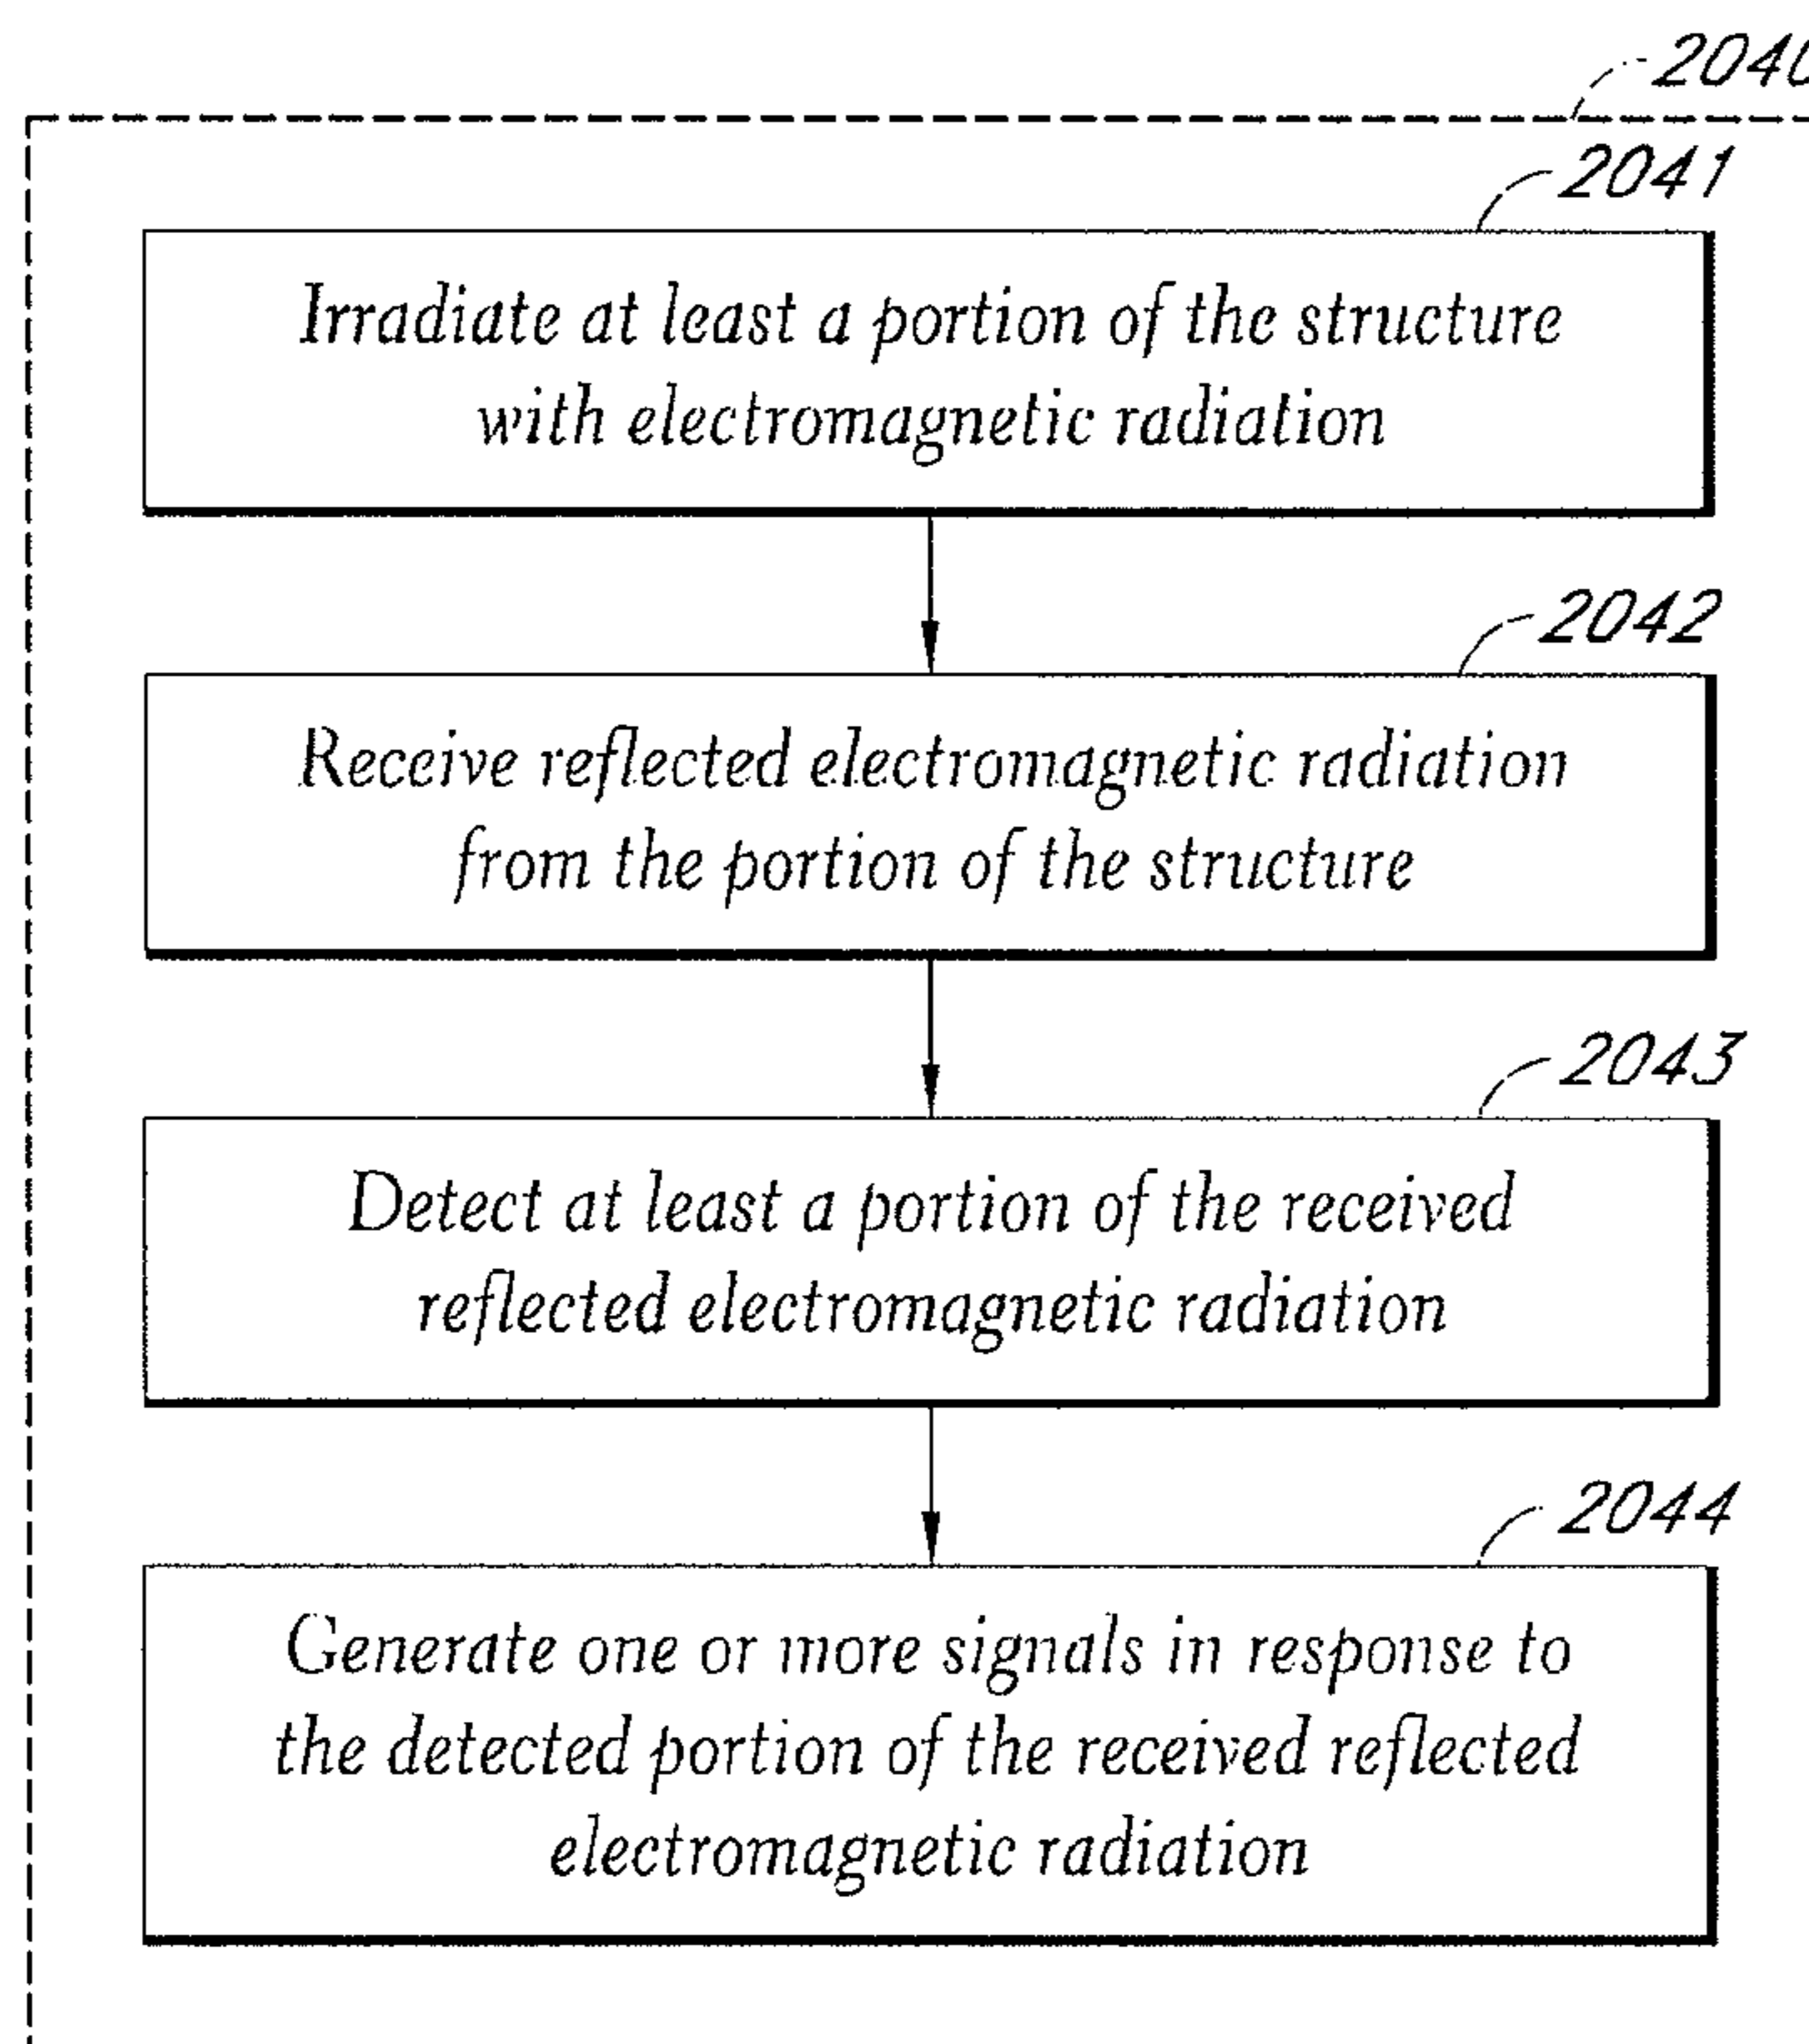 2040
2041
Irradiate at least a portion of the structure
with electromagnetic radiation
2042
Receive reflected electromagnetic radiation
from the portion of the structure
2043
Detect at least a portion of the received
reflected electromagnetic radiation
2044
Generate one or more signals in response to
the detected portion of the received reflected
electromagnetic radiation